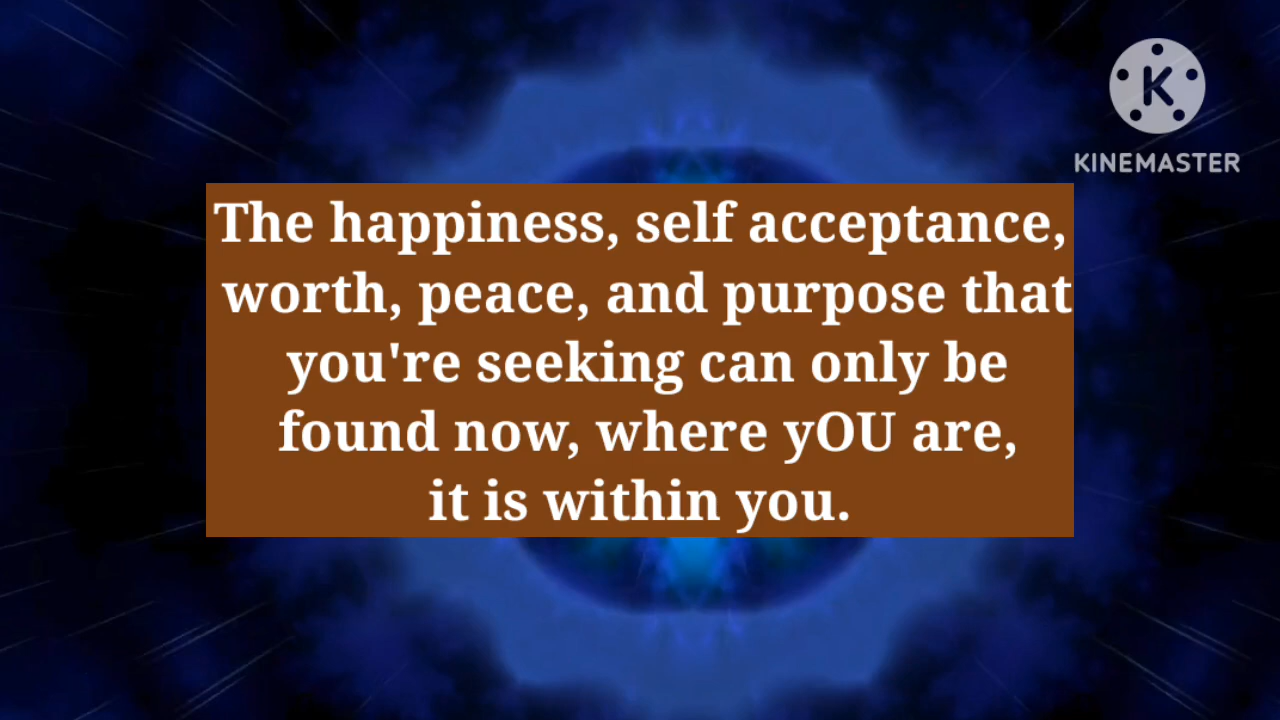 KINEMASTER
The happiness, self acceptance,
worth, peace, and purpose that
you're seeking can only be
found now, where yOU are,
it is within you.